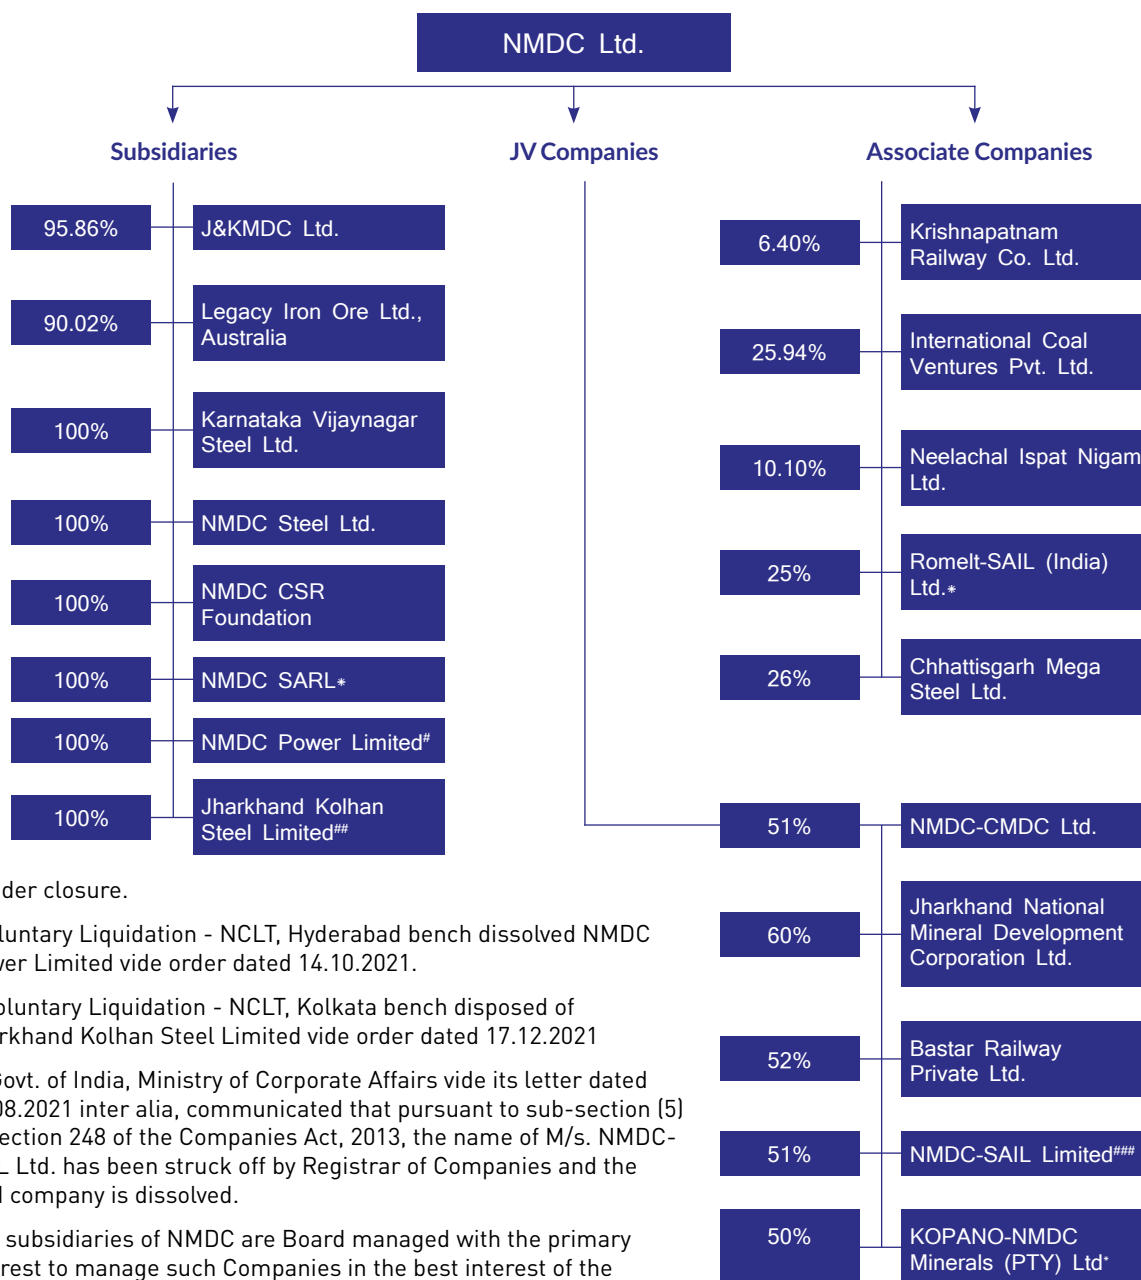 NMDC Ltd.
Subsidiaries
95.86%
J&KMDC Ltd.
90.02%
Legacy Iron Ore Ltd.,
Australia
100%
Karnataka Vijaynagar
Steel Ltd.
100%
NMDC Steel Ltd.
100%
NMDC CSR
Foundation
100%
NMDC SARL*
100%
NMDC Power Limited#
100%
Jharkhand Kolhan
Steel Limited##
JV Companies
51%
NMDC-CMDC Ltd.
60%
Jharkhand National
Mineral Development
Corporation Ltd.
52%
Bastar Railway
Private Ltd.
51%
NMDC-SAIL Limited###
50%
KOPANO-NMDC
Minerals (PTY) Ltd*
Associate Companies
6.40%
Krishnapatnam
Railway Co. Ltd.
25.94%
International Coal
Ventures Pvt. Ltd.
10.10%
Neelachal Ispat Nigam
Ltd.
25%
Romelt-SAIL (India)
Ltd.*
26%
Chhattisgarh Mega
Steel Ltd.
closure.
Liquidation - NCLT, Hyderabad bench dissolved NMDC
Limited vide order dated 14.10.2021.
Liquidation - NCLT, Kolkata bench disposed of
Kolhan Steel Limited vide order dated 17.12.2021
Govt. of India, Ministry of Corporate Affairs vide its letter dated
08.2021 inter alia, communicated that pursuant to sub-section (5)
248 of the Companies Act, 2013, the name of M/s. NMDC-
Ltd. has been struck off by Registrar of Companies and the
company is dissolved.
subsidiaries of NMDC are Board managed with the primary
to manage such Companies in the best interest of the